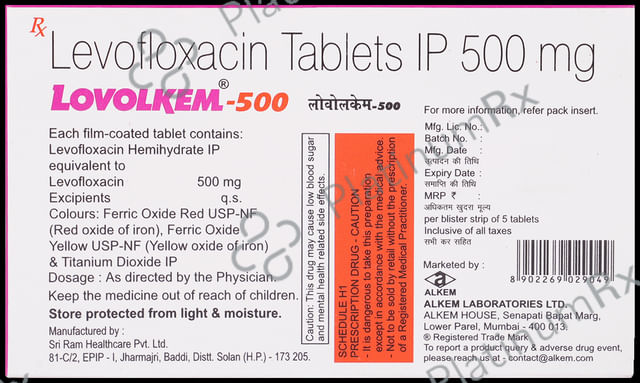 Rx
Levofloxacin Tablets IP 500 mg
LOVOLKEM®-500 लोवोलकेम-500
Each film-coated tablet contains:
Levofloxacin Hemihydrate IP
equivalent to
Levofloxacin 500 mg
Excipients q.s.
Colours: Ferric Oxide Red USP-NF
(Red oxide of iron), Ferric Oxide
Yellow USP-NF (Yellow oxide of iron)
& Titanium Dioxide IP
Dosage : As directed by the Physician.
Keep the medicine out of reach of children.
Store protected from light & moisture.
Manufactured by :
Sri Ram Healthcare Pvt. Ltd.
81-C/2, EPIP - I, Jharmajri, Baddi, Distt. Solan (H.P.) - 173 205.
Caution: This drug may cause low blood sugar
and mental health related side effects.
SCHEDULE H1
PRESCRIPTION DRUG - CAUTION
- It is dangerous to take this preparation
except in accordance with the medical advice.
- Not to be sold by retail without the prescription
of a Registered Medical Practitioner.
For more information, refer pack insert.
Mfg. Lic. No.:
Batch No. :
Mfg. Date :
उत्पादन की तिथि
Expiry Date :
समाप्ति की तिथि
MRP ₹ :
अधिकतम खुदरा मूल्य
per blister strip of 5 tablets
Inclusive of all taxes
सभी कर सहित
Marketed by :
ALKEM
8 902269 029049
ALKEM LABORATORIES LTD.
ALKEM HOUSE, Senapati Bapat Marg,
Lower Parel, Mumbai - 400 013
® Registered Trade Mark
To report a product query & adverse drug event,
please reach us at - contact@alkem.com
PlatinumRx
PlatinumRx
PlatinumRx